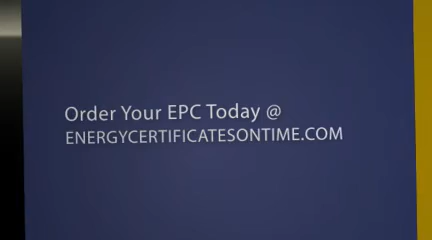 Order Your EPC Today @
ENERGYCERTIFICATESONTIME.COM